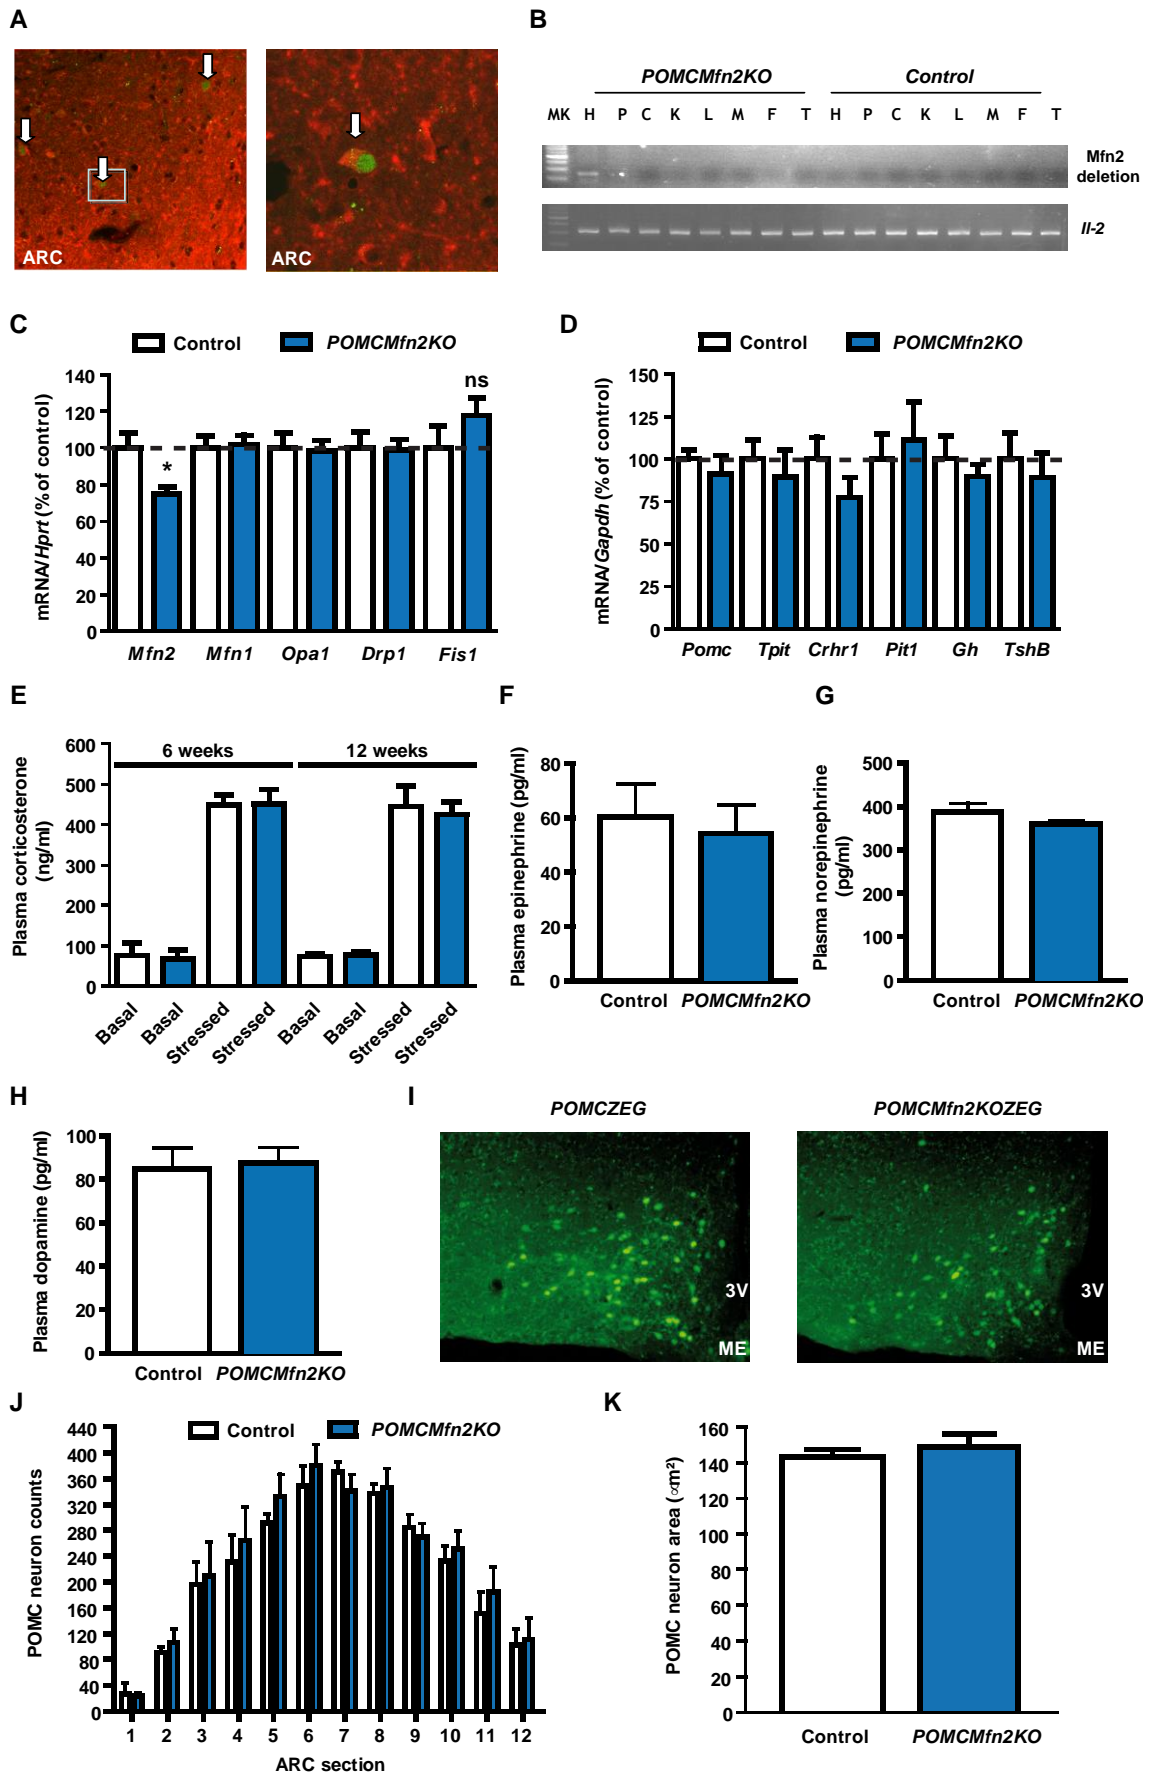 A
B
ARC
ARC
POMCMfn2KO Control
MK H P C K L M F T H P C K L M F T
Mfn2
deletion
Il-2
C
Control POMCMfn2KO
ns
*
mRNA/Hprt (% of control)
140
120
100
80
60
40
20
0
Mfn2 Mfn1 Opa1 Drp1 Fis1
D
Control POMCMfn2KO
mRNA/Gapdh (% of control)
150
125
100
75
50
25
0
Pomc Tpit Crhr1 Pit1 Gh TshB
E
6 weeks 12 weeks
Plasma corticosterone
(ng/ml)
600
500
400
300
200
100
0
Basal Basal Stressed Stressed Basal Basal Stressed Stressed
F
Plasma epinephrine (pg/ml)
80
60
40
20
0
Control POMCMfn2KO
G
Plasma norepinephrine
(pg/ml)
500
400
300
200
100
0
Control POMCMfn2KO
H
Plasma dopamine (pg/ml)
100
80
60
40
20
0
Control POMCMfn2KO
I
POMCZEG POMCMfn2KOZEG
3V
ME
3V
ME
J
Control POMCMfn2KO
POMC neuron counts
440
400
360
320
280
240
200
160
120
80
40
0
1 2 3 4 5 6 7 8 9 10 11 12
ARC section
K
POMC neuron area (∝m²)
160
140
120
100
80
60
40
20
0
Control POMCMfn2KO